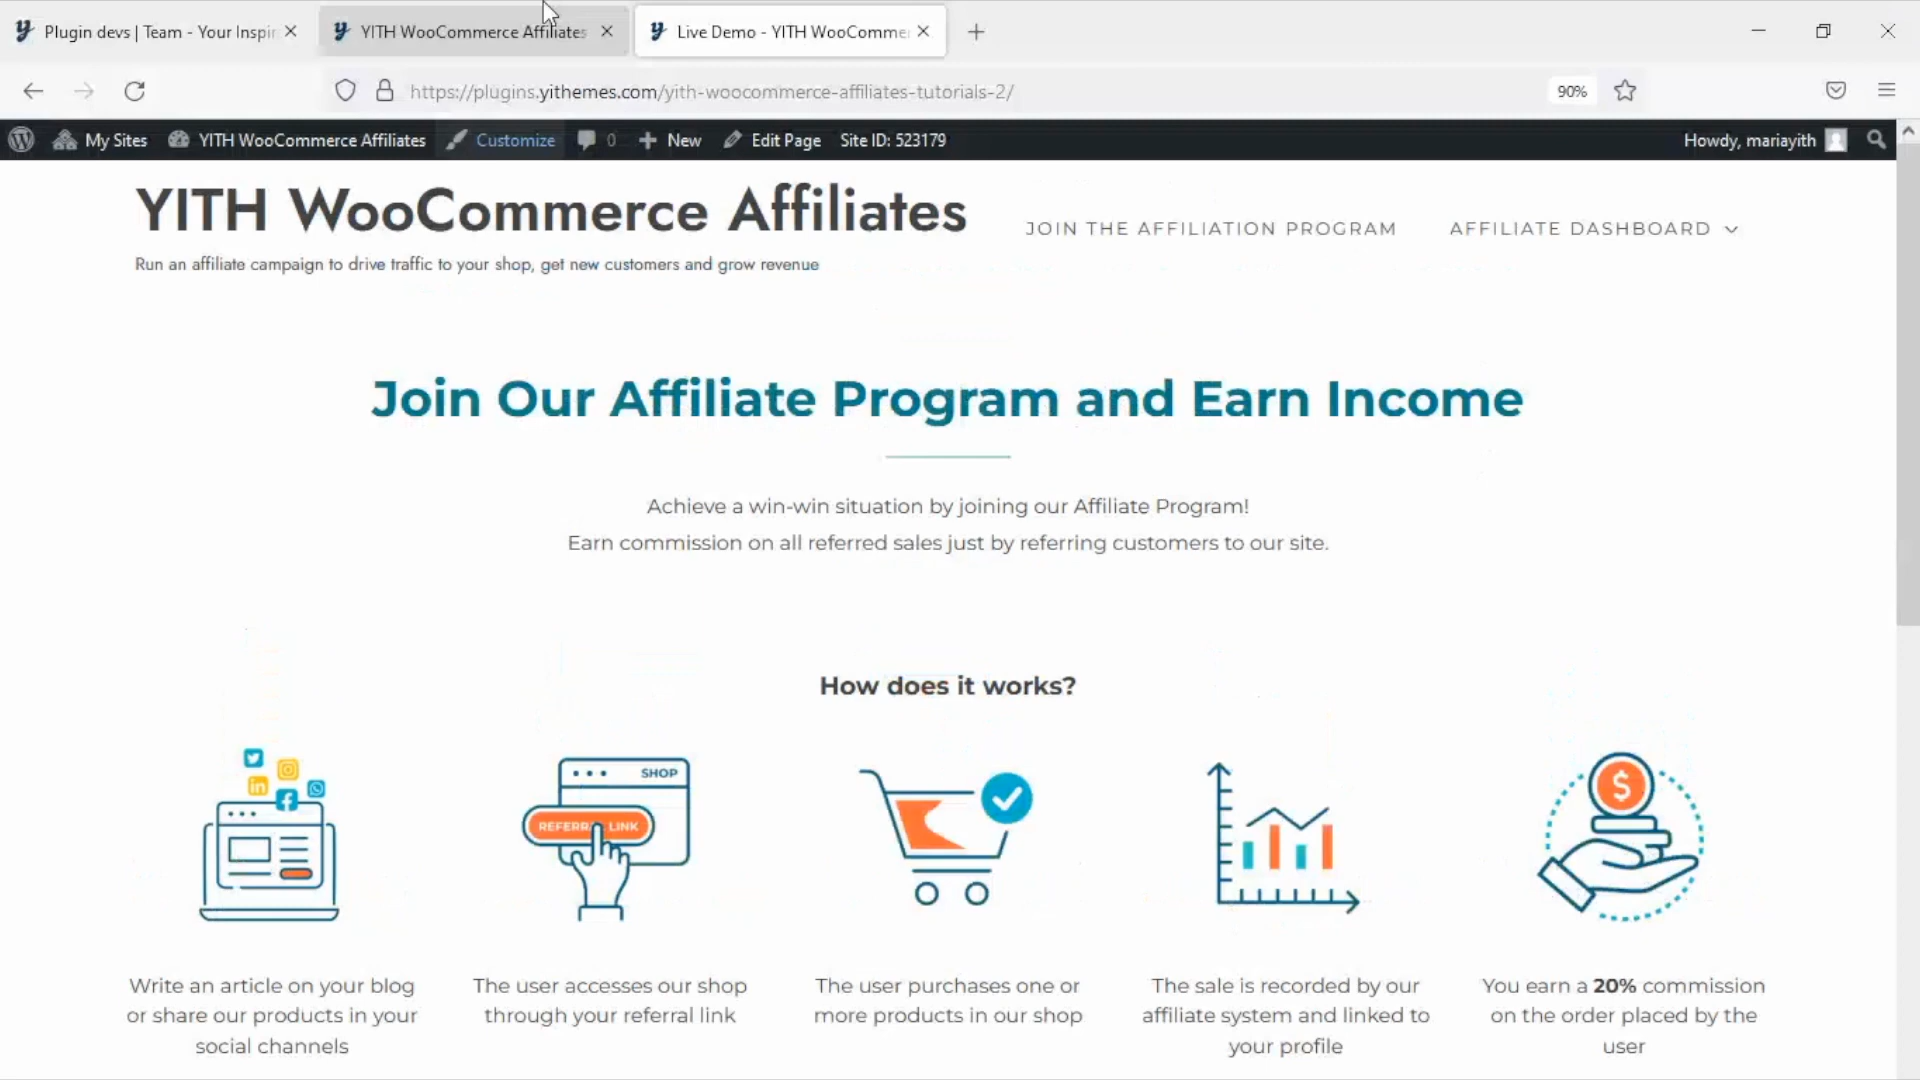 Plugin devs | Team - Your Inspir
YITH WooCommerce Affiliates
Live Demo - YITH WooComme
https://plugins.yithemes.com/yith-woocommerce-affiliates-tutorials-2/
90%
My Sites
YITH WooCommerce Affiliates
Customize
0
New
Edit Page
Site ID: 523179
Howdy, mariayith
YITH WooCommerce Affiliates
Run an affiliate campaign to drive traffic to your shop, get new customers and grow revenue
JOIN THE AFFILIATION PROGRAM
AFFILIATE DASHBOARD
Join Our Affiliate Program and Earn Income
Achieve a win-win situation by joining our Affiliate Program!
Earn commission on all referred sales just by referring customers to our site.
How does it works?
SHOP
REFERRAL LINK
$
Write an article on your blog
or share our products in your
social channels
The user accesses our shop
through your referral link
The user purchases one or
more products in our shop
The sale is recorded by our
affiliate system and linked to
your profile
You earn a 20% commission
on the order placed by the
user